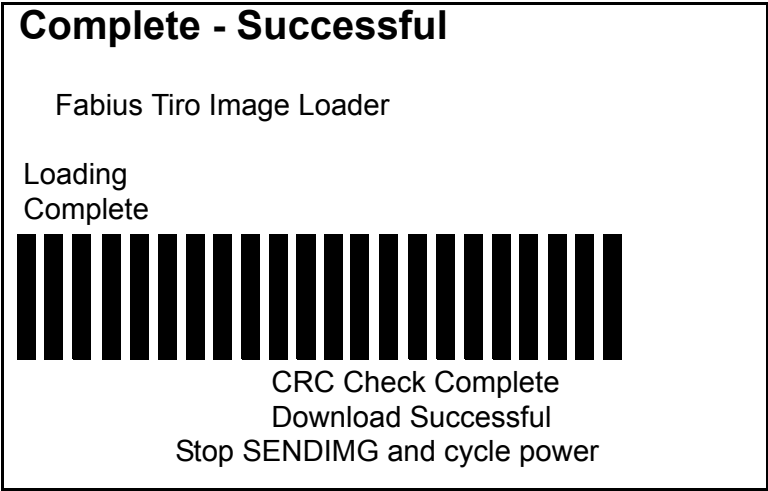 Complete - Successful
Fabius Tiro Image Loader
Loading
Complete
CRC Check Complete
Download Successful
Stop SENDIMG and cycle power